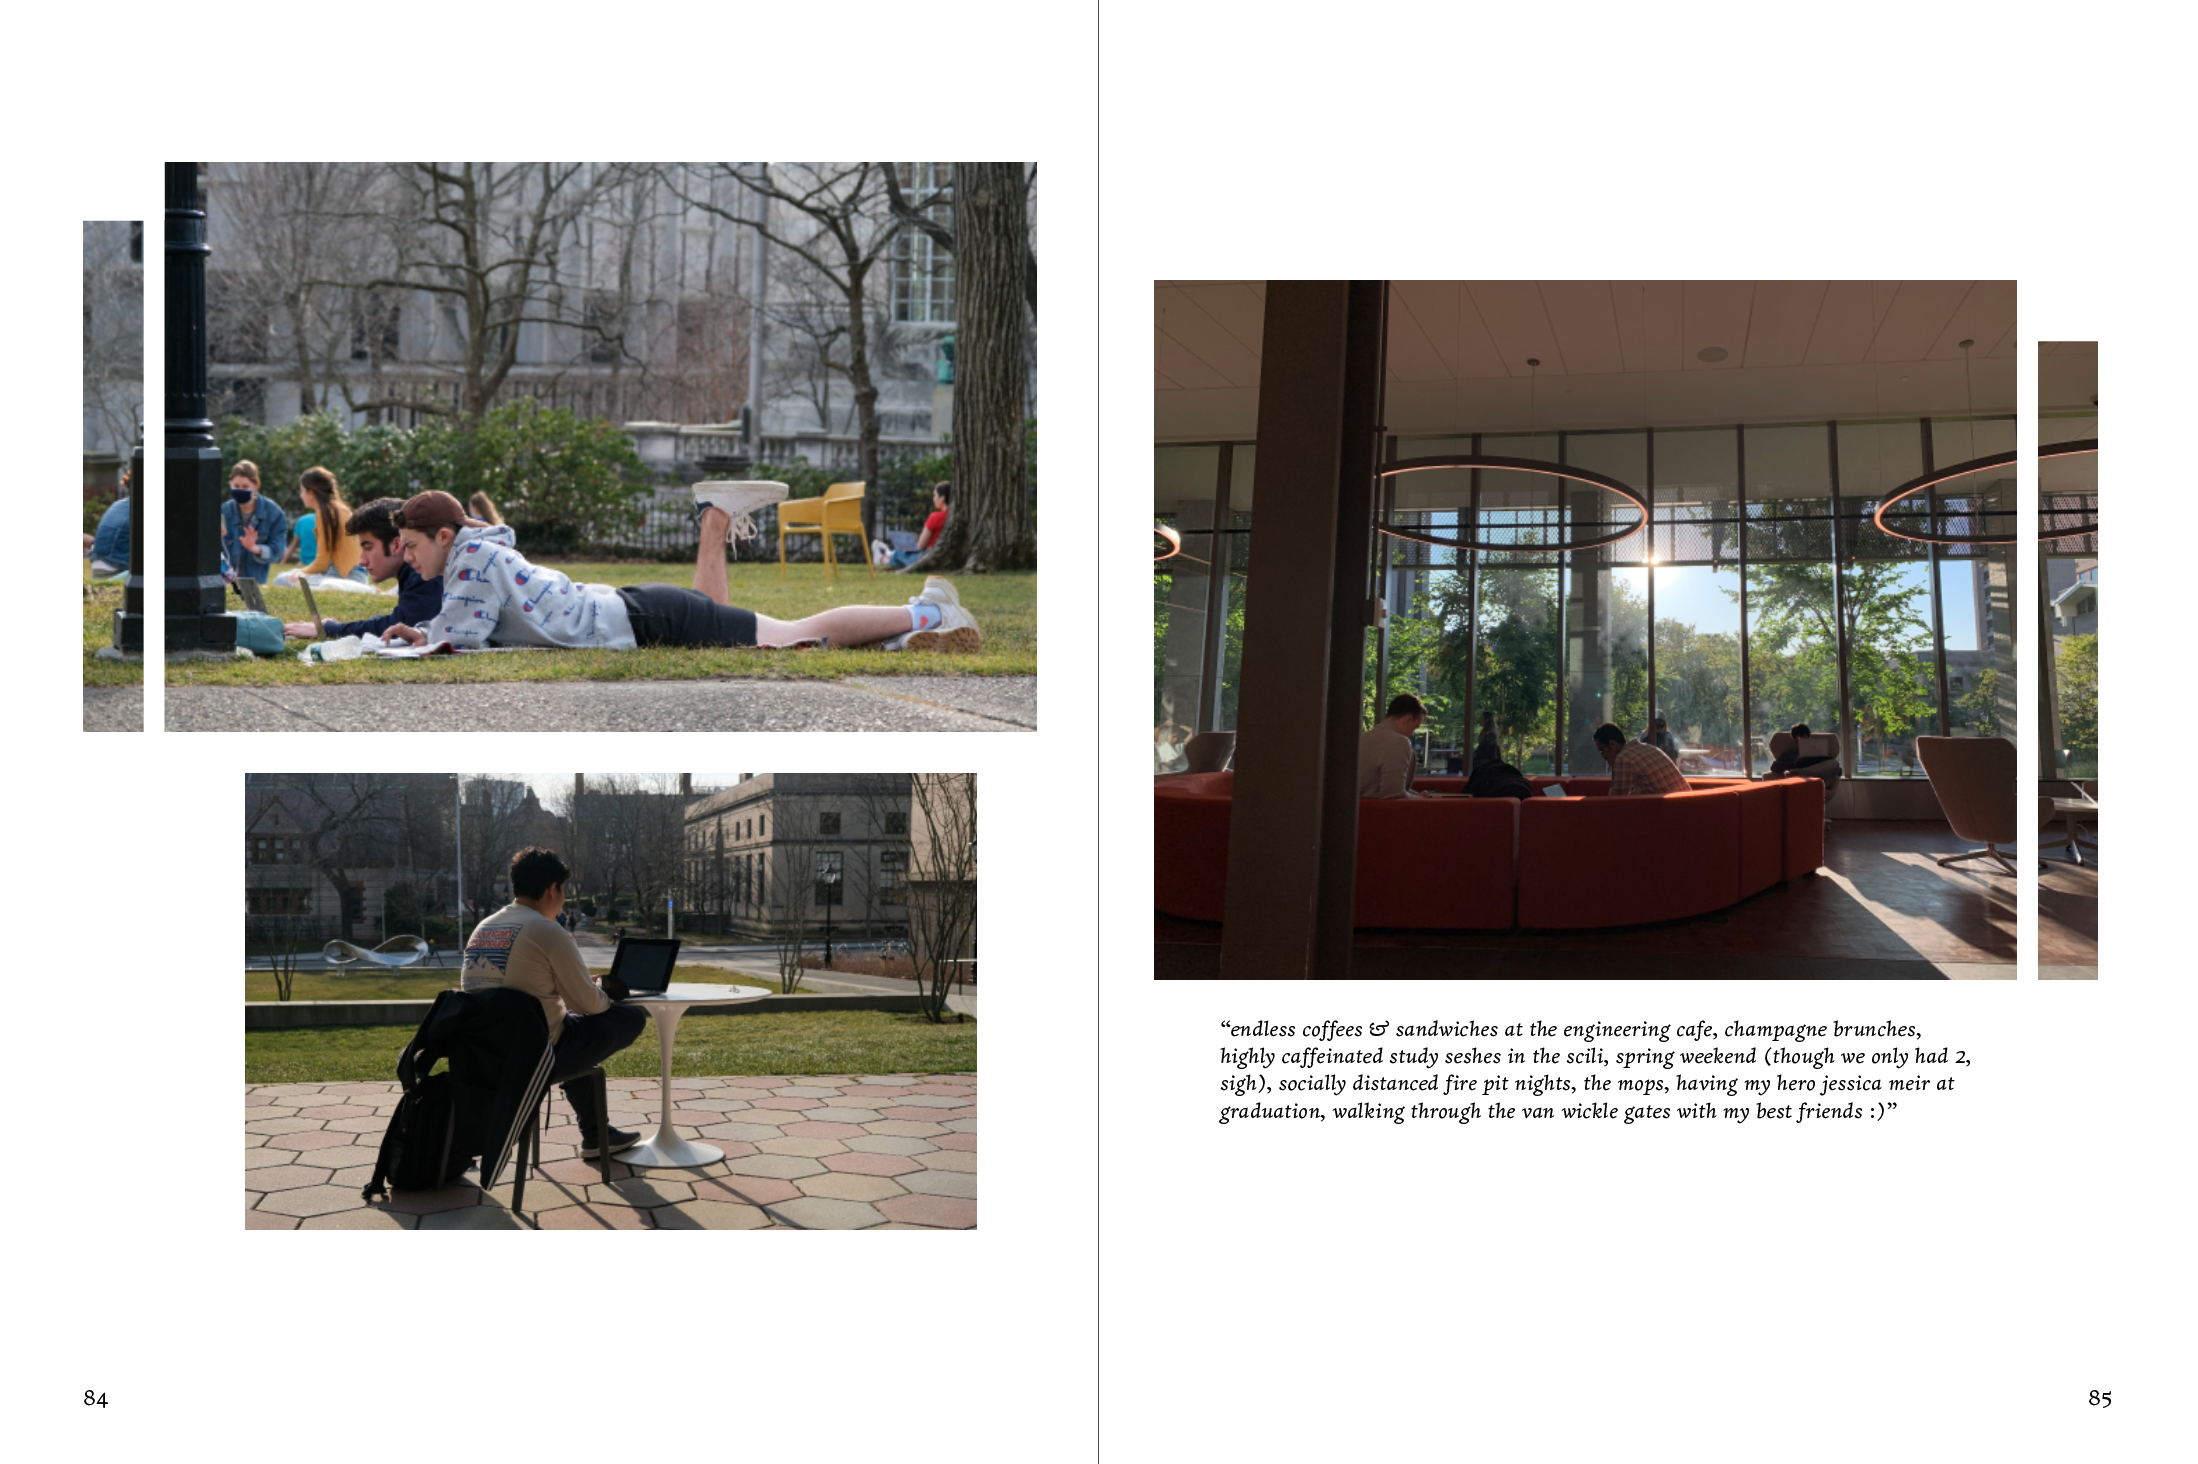 “endless coffees & sandwiches at the engineering cafe, champagne brunches,
highly caffeinated study seshes in the scili, spring weekend (though we only had 2,
sigh), socially distanced fire pit nights, the mops, having my hero jessica meir at
graduation, walking through the van wickle gates with my best friends :)”
84
85